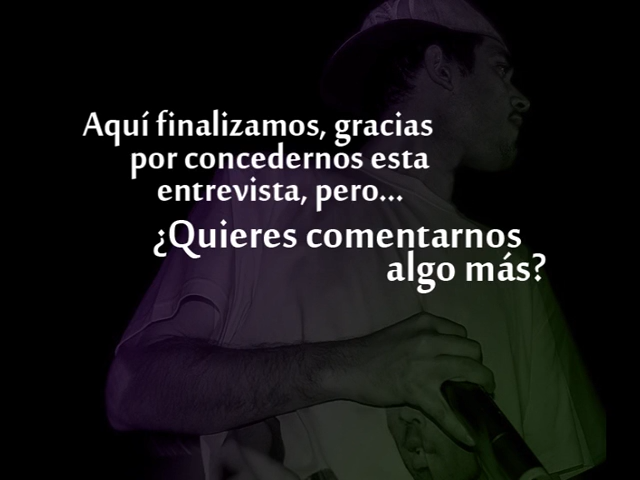 Aquí finalizamos, gracias
por concedernos esta
entrevista, pero...
¿Quieres comentarnos
algo más?